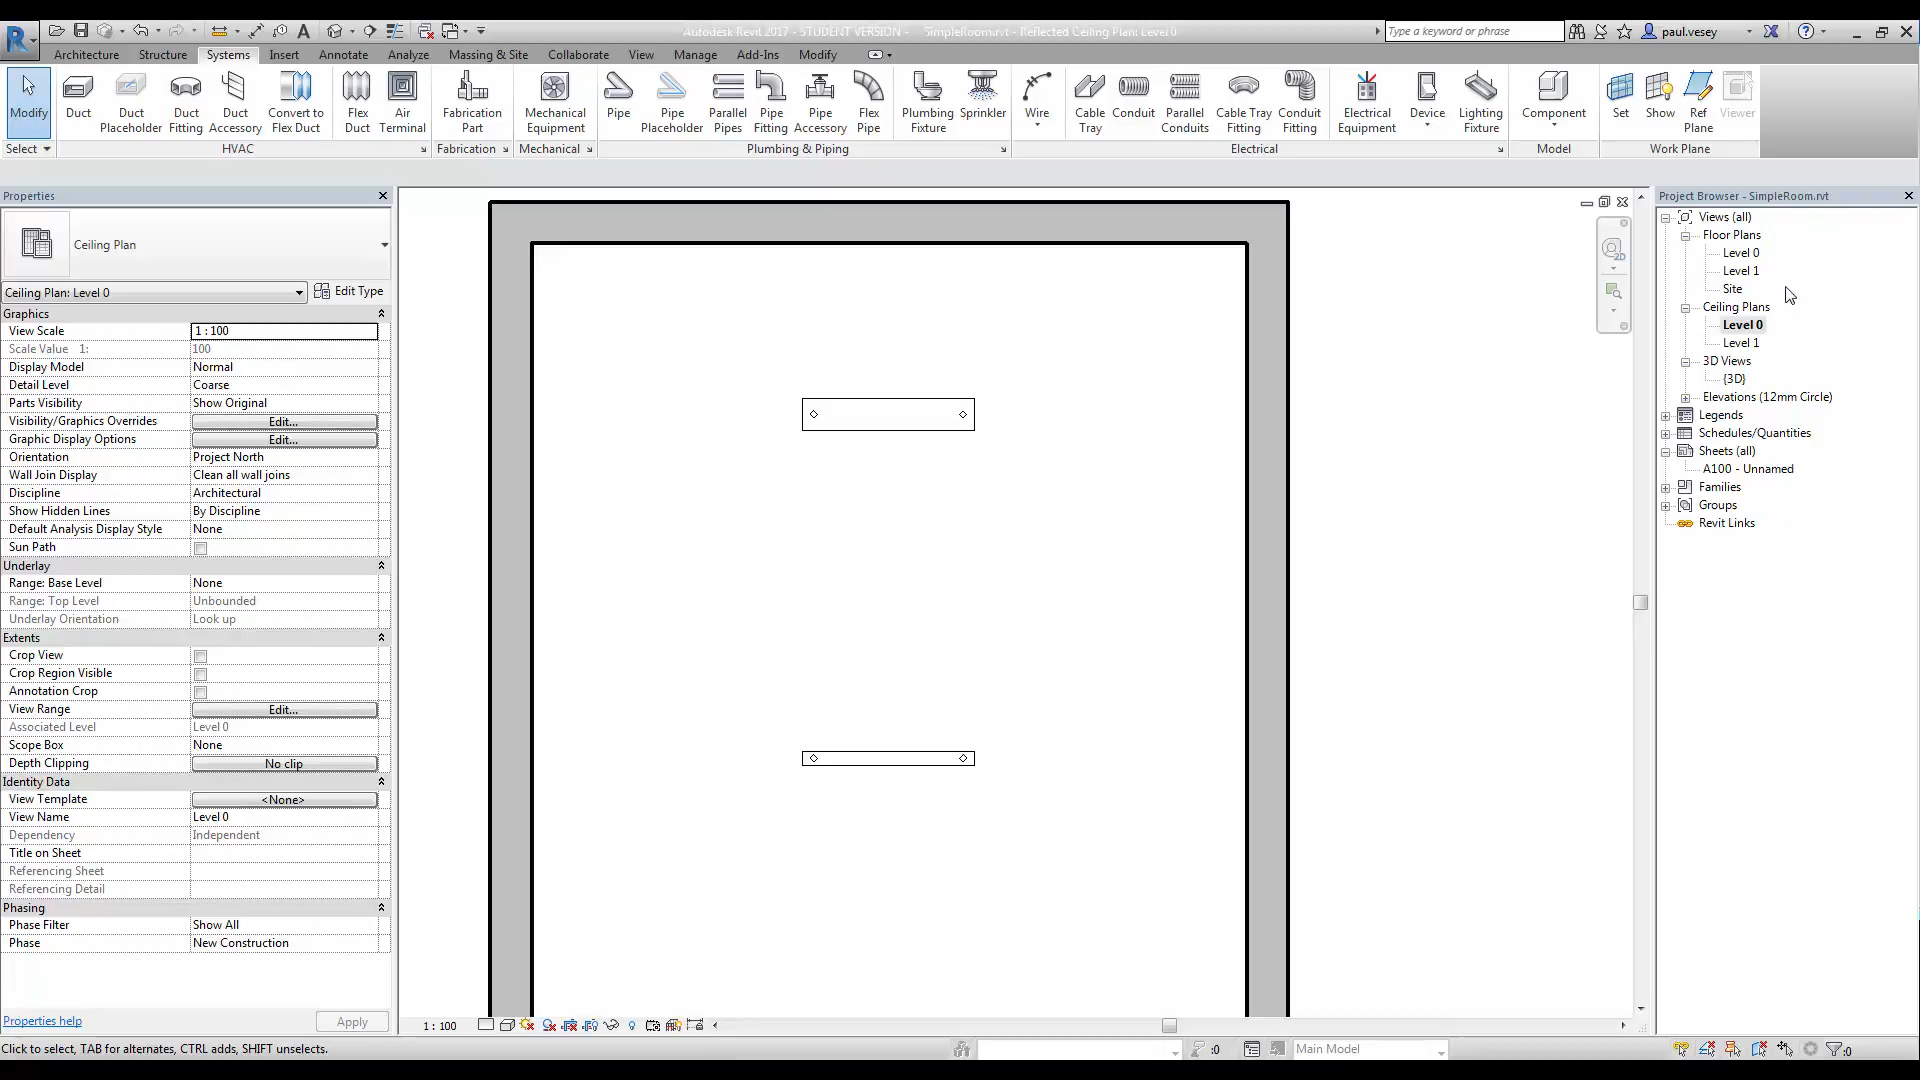 Autodesk Revit 2017 - STUDENT VERSION -    SimpleRoom.rvt - Reflected Ceiling Plan: Level 0
Type a keyword or phrase
paul.vesey
Architecture Structure Systems Insert Annotate Analyze Massing & Site Collaborate View Manage Add-Ins Modify
Modify
Duct
Duct Placeholder
Duct Fitting
Duct Accessory
Convert to Flex Duct
Flex Duct
Air Terminal
Fabrication Part
Mechanical Equipment
Pipe
Pipe Placeholder
Parallel Pipes
Pipe Fitting
Pipe Accessory
Flex Pipe
Plumbing Fixture
Sprinkler
Wire
Cable Tray
Conduit
Parallel Conduits
Cable Tray Fitting
Conduit Fitting
Electrical Equipment
Device
Lighting Fixture
Component
Set
Show
Ref Plane
Viewer
Select HVAC Fabrication Mechanical Plumbing & Piping Electrical Model Work Plane
Properties
Ceiling Plan
Ceiling Plan: Level 0 Edit Type
Graphics
View Scale 1 : 100
Scale Value 1: 100
Display Model Normal
Detail Level Coarse
Parts Visibility Show Original
Visibility/Graphics Overrides Edit...
Graphic Display Options Edit...
Orientation Project North
Wall Join Display Clean all wall joins
Discipline Architectural
Show Hidden Lines By Discipline
Default Analysis Display Style None
Sun Path
Underlay
Range: Base Level None
Range: Top Level Unbounded
Underlay Orientation Look up
Extents
Crop View
Crop Region Visible
Annotation Crop
View Range Edit...
Associated Level Level 0
Scope Box None
Depth Clipping No clip
Identity Data
View Template <None>
View Name Level 0
Dependency Independent
Title on Sheet
Referencing Sheet
Referencing Detail
Phasing
Phase Filter Show All
Phase New Construction
Properties help Apply
2D
Project Browser - SimpleRoom.rvt
Views (all)
Floor Plans
Level 0
Level 1
Site
Ceiling Plans
Level 0
Level 1
3D Views
{3D}
Elevations (12mm Circle)
Legends
Schedules/Quantities
Sheets (all)
A100 - Unnamed
Families
Groups
Revit Links
1 : 100
Click to select, TAB for alternates, CTRL adds, SHIFT unselects.
:0
Main Model
:0